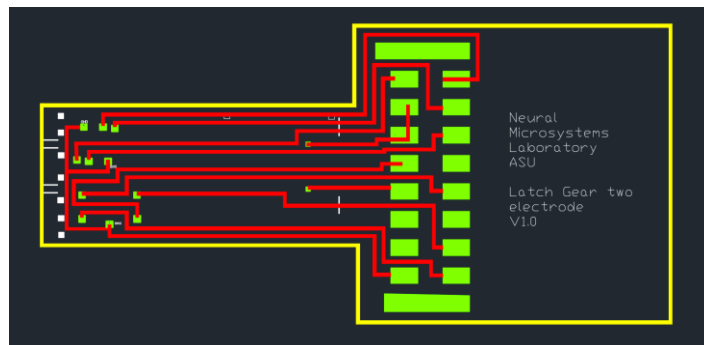 Neural
Microsystems
Laboratory
ASU
Latch Gear two
electrode
V1.0